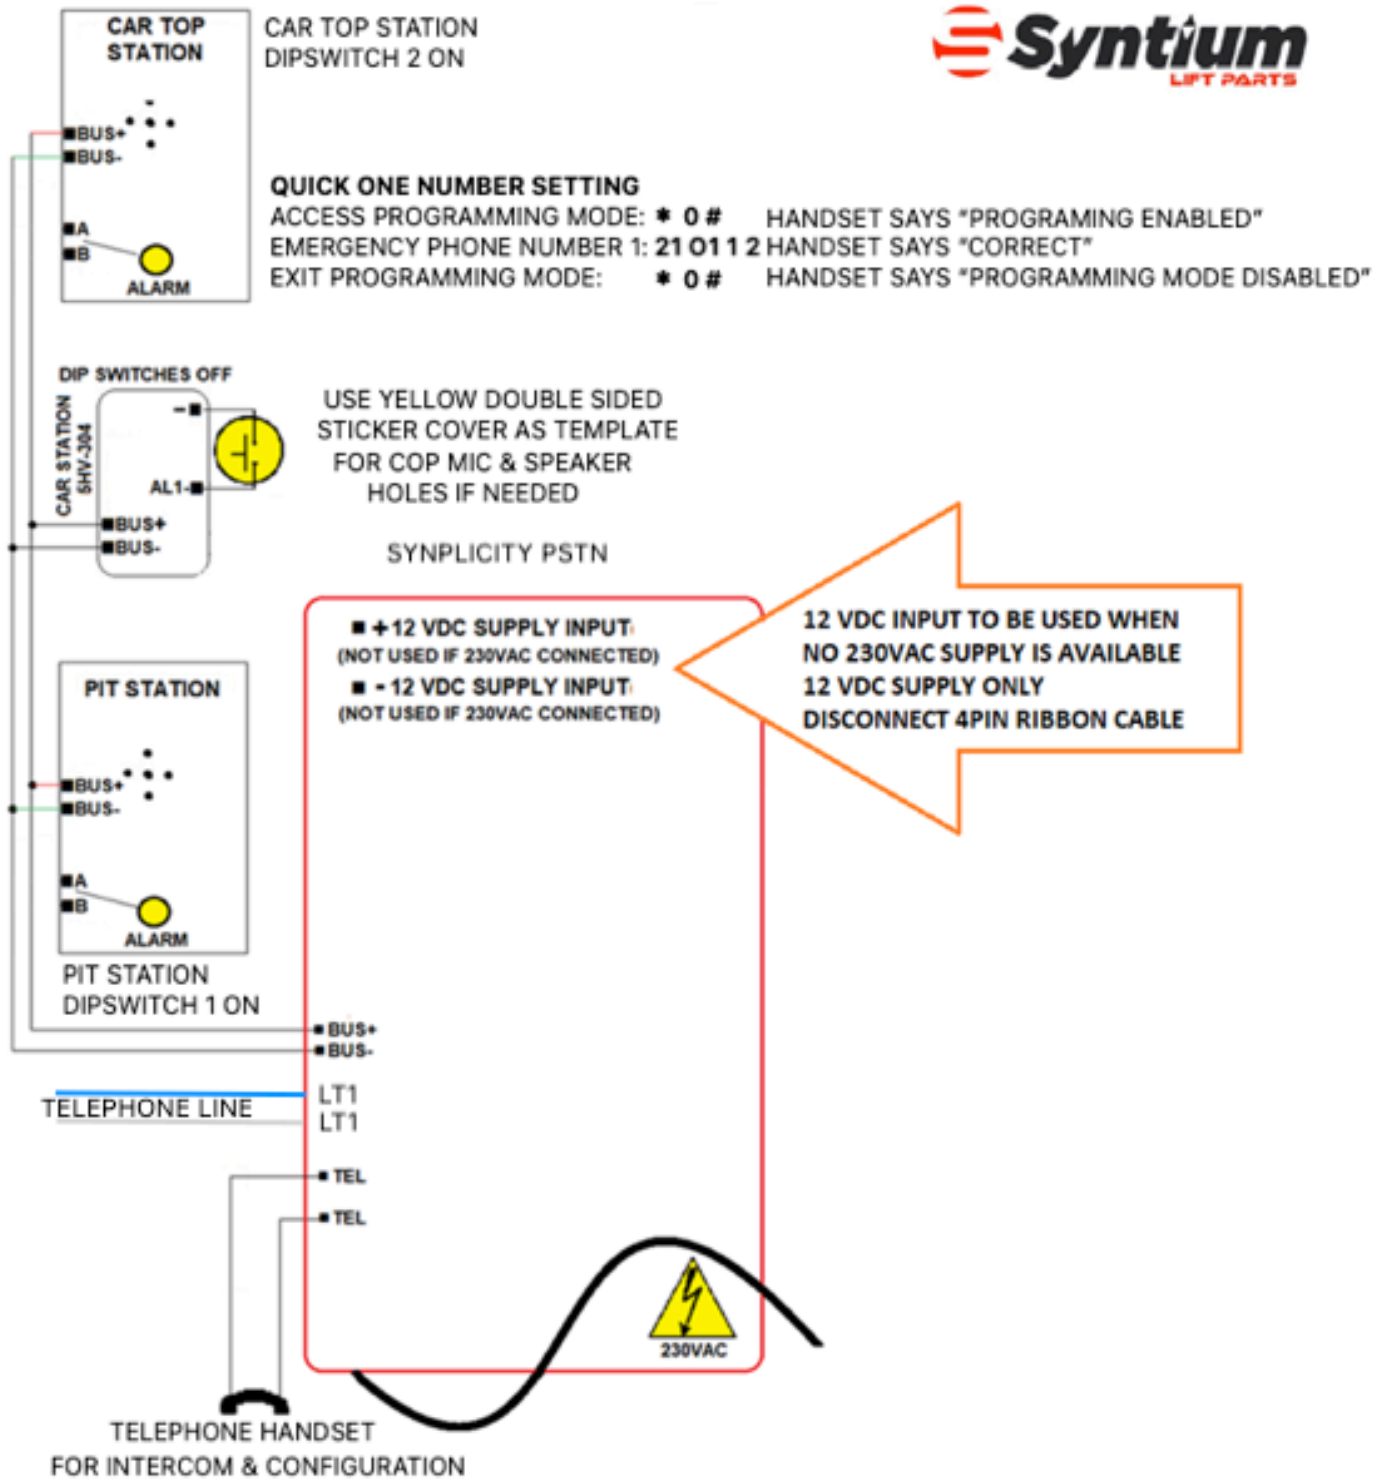 CAR TOP
STATION
BUS+
BUS-
A
B
ALARM
CAR TOP STATION
DIPSWITCH 2 ON
Syntium
LIFT PARTS
QUICK ONE NUMBER SETTING
ACCESS PROGRAMMING MODE: * 0 # HANDSET SAYS "PROGRAMING ENABLED"
EMERGENCY PHONE NUMBER 1: 21 0112 HANDSET SAYS "CORRECT"
EXIT PROGRAMMING MODE: * 0 # HANDSET SAYS "PROGRAMMING MODE DISABLED"
DIP SWITCHES OFF
CAR STATION
5HV-304
-
AL1-
BUS+
BUS-
USE YELLOW DOUBLE SIDED
STICKER COVER AS TEMPLATE
FOR COP MIC & SPEAKER
HOLES IF NEEDED
SYNPLICITY PSTN
+12 VDC SUPPLY INPUT
(NOT USED IF 230VAC CONNECTED)
- 12 VDC SUPPLY INPUT
(NOT USED IF 230VAC CONNECTED)
12 VDC INPUT TO BE USED WHEN
NO 230VAC SUPPLY IS AVAILABLE
12 VDC SUPPLY ONLY
DISCONNECT 4PIN RIBBON CABLE
PIT STATION
BUS+
BUS-
A
B
ALARM
PIT STATION
DIPSWITCH 1 ON
BUS+
BUS-
TELEPHONE LINE
LT1
LT1
TEL
TEL
230VAC
TELEPHONE HANDSET
FOR INTERCOM & CONFIGURATION